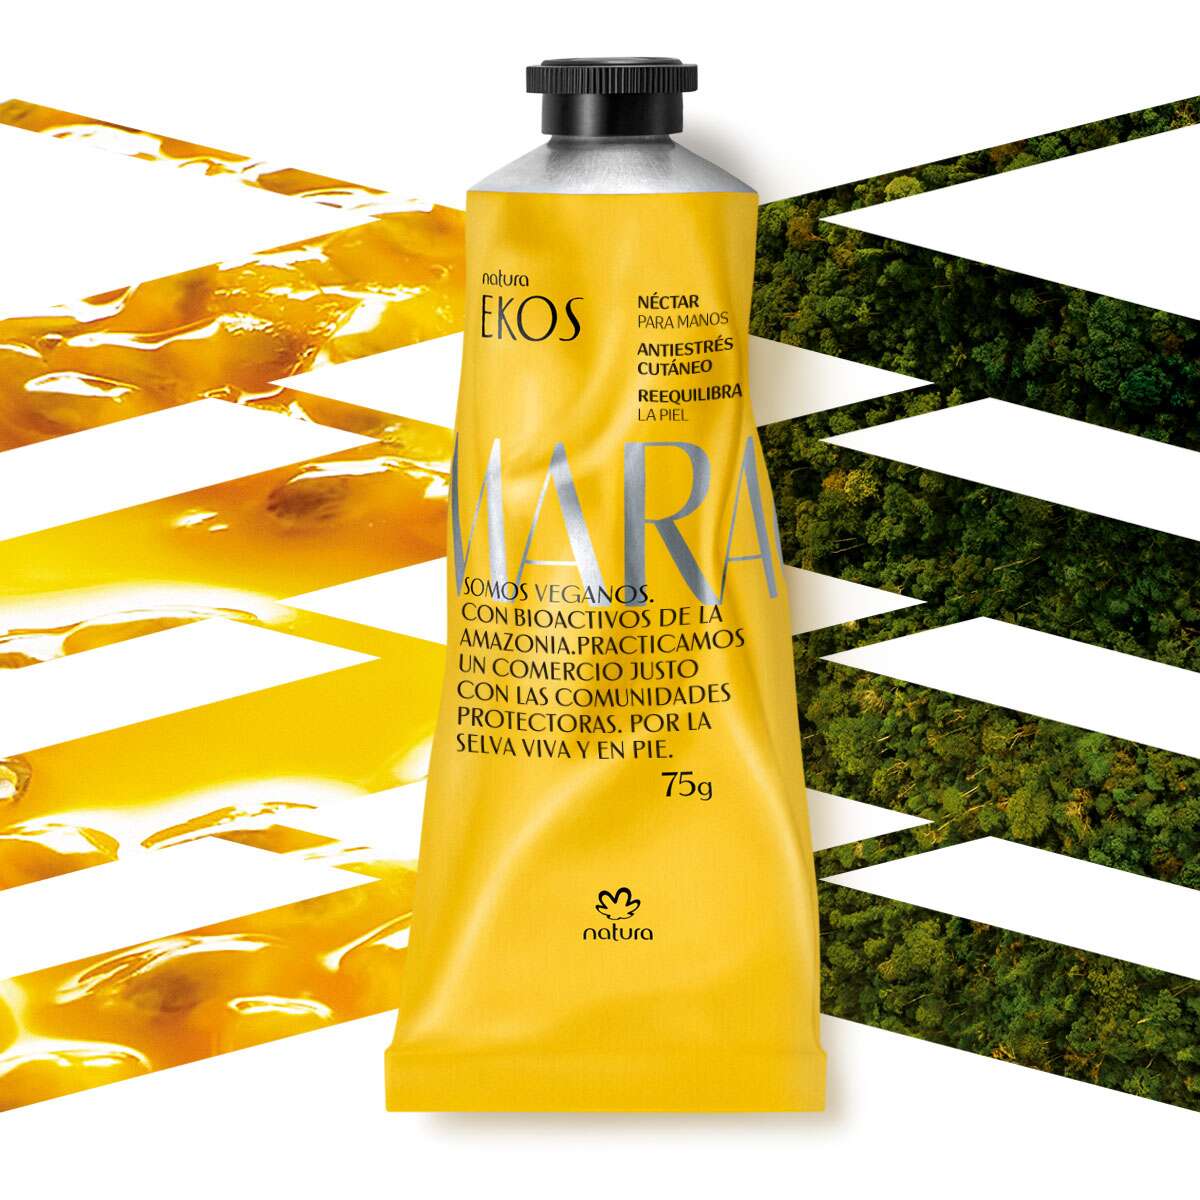 natura
EKOS
NÉCTAR
PARA MANOS
ANTIESTRÉS
CUTÁNEO
REEQUILIBRA
LA PIEL
MARA
SOMOS VEGANOS.
CON BIOACTIVOS DE LA
AMAZONIA.PRACTICAMOS
UN COMERCIO JUSTO
CON LAS COMUNIDADES
PROTECTORAS. POR LA
SELVA VIVA Y EN PIE.
75g
natura